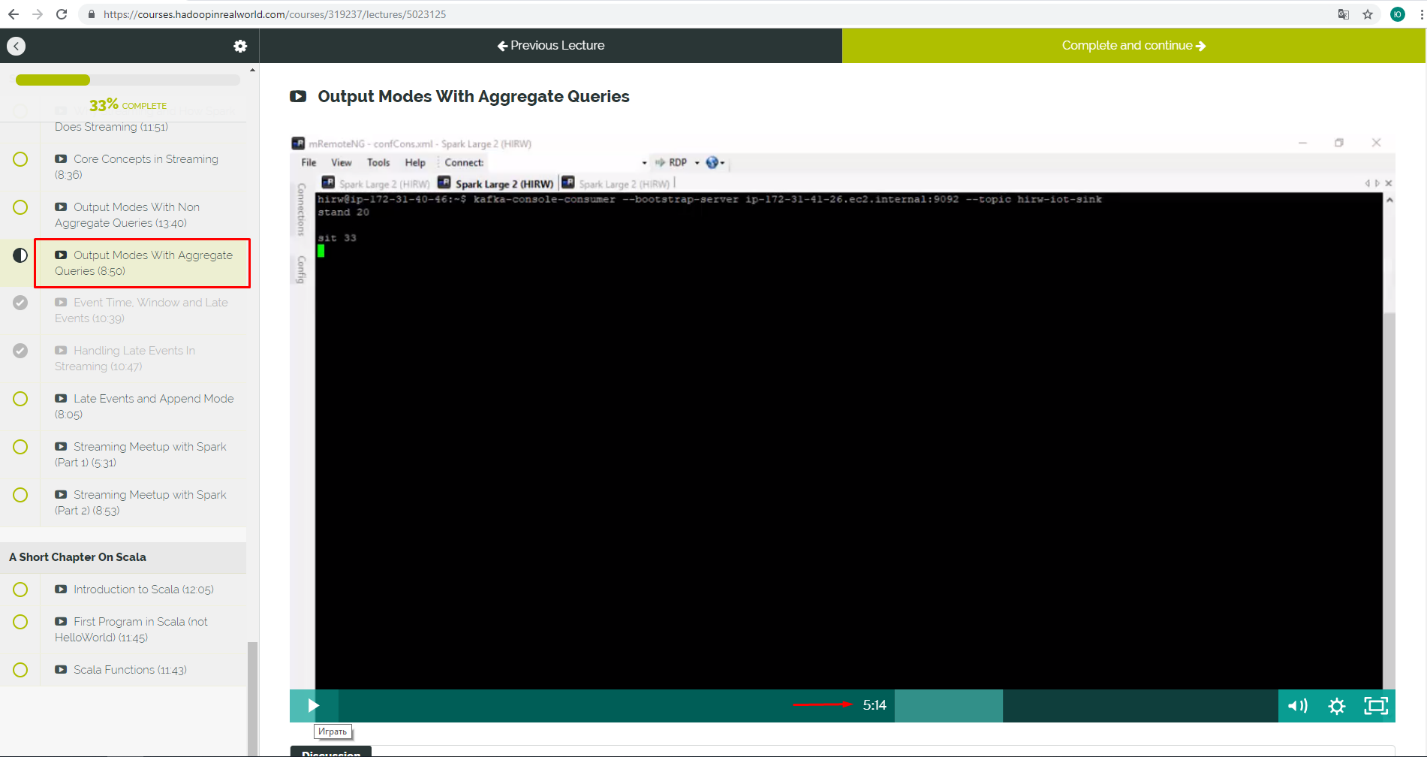 https://courses.hadoopinrealworld.com/courses/319237/lectures/5023125
Ю
Previous Lecture
Complete and continue
33% COMPLETE
Does Streaming (11:51)
Core Concepts in Streaming
(8:36)
Output Modes With Non
Aggregate Queries (13:40)
Output Modes With Aggregate
Queries (8:50)
Event Time, Window and Late
Events (10:39)
Handling Late Events In
Streaming (10:47)
Late Events and Append Mode
(8:05)
Streaming Meetup with Spark
(Part 1) (5:31)
Streaming Meetup with Spark
(Part 2) (8:53)
A Short Chapter On Scala
Introduction to Scala (12:05)
First Program in Scala (not
HelloWorld) (11:45)
Scala Functions (11:43)
Output Modes With Aggregate Queries
mRemoteNG - confCons.xml - Spark Large 2 (HIRW)
File View Tools Help Connect: RDP
Spark Large 2 (HIRW) Spark Large 2 (HIRW) Spark Large 2 (HIRW)
Connections
Config
hirw@ip-172-31-40-46:~$ kafka-console-consumer --bootstrap-server ip-172-31-41-26.ec2.internal:9092 --topic hirw-iot-sink
stand 20
sit 33
5:14
Играть
Discussion